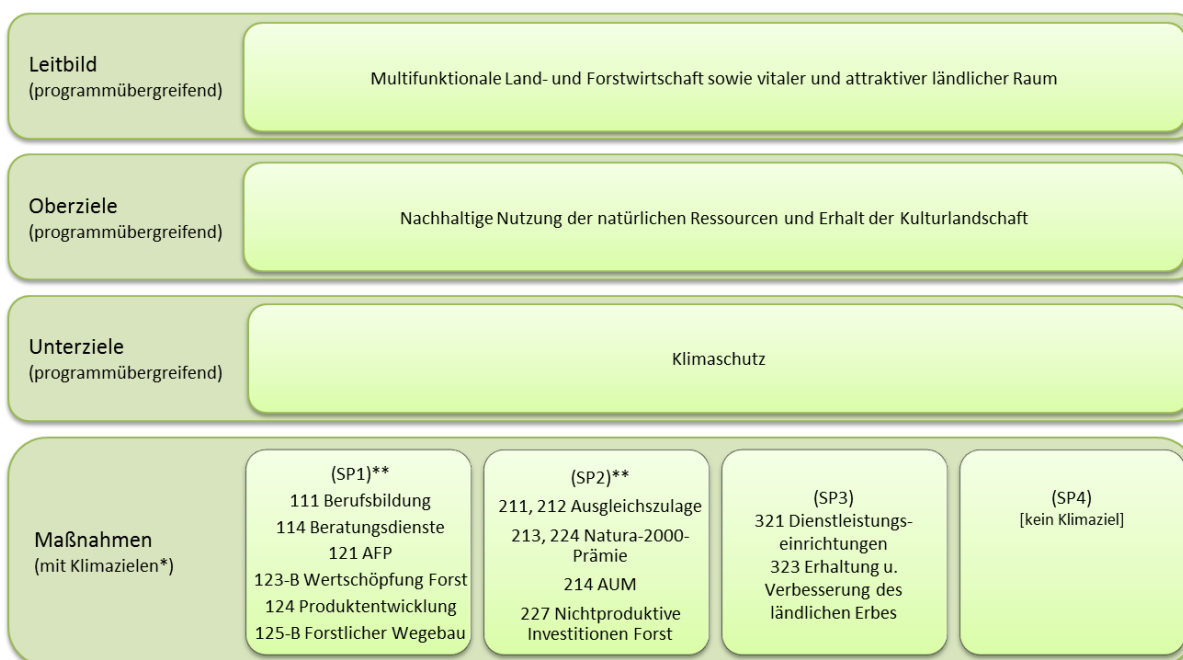 Leitbild
(programmübergreifend)
Multifunktionale Land- und Forstwirtschaft sowie vitaler und attraktiver ländlicher Raum
Oberziele
(programmübergreifend)
Nachhaltige Nutzung der natürlichen Ressourcen und Erhalt der Kulturlandschaft
Unterziele
(programmübergreifend)
Klimaschutz
Maßnahmen
(mit Klimazielen*)
(SP1)**
111 Berufsbildung
114 Beratungsdienste
121 AFP
123-B Wertschöpfung Forst
124 Produktentwicklung
125-B Forstlicher Wegebau
(SP2)**
211, 212 Ausgleichszulage
213, 224 Natura-2000-
Prämie
214 AUM
227 Nichtproduktive
Investitionen Forst
(SP3)
321 Dienstleistungs-
einrichtungen
323 Erhaltung u.
Verbesserung des
ländlichen Erbes
(SP4)
[kein Klimaziel]